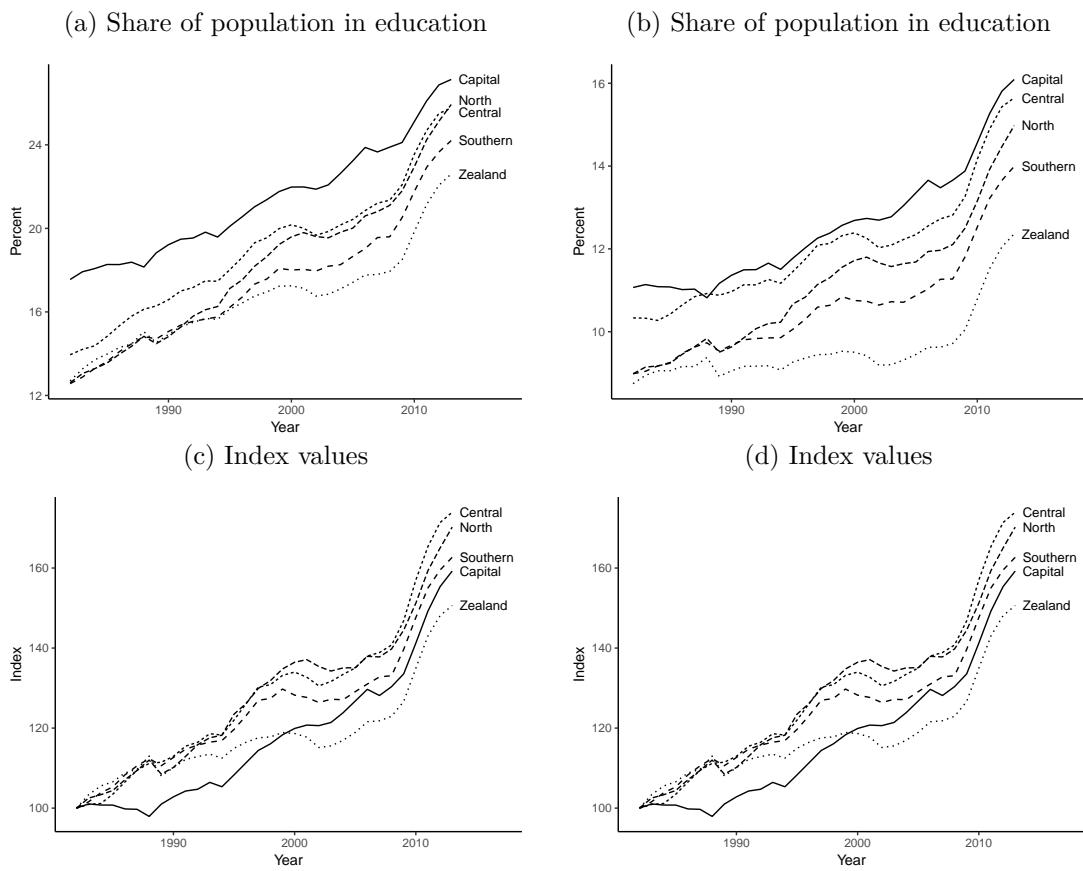 (a) Share of population in education
Capital
North
Central
Southern
Zealand
24
20
16
12
Percent
1990
2000
2010
Year
(b) Share of population in education
Capital
Central
North
Southern
Zealand
16
14
12
10
Percent
1990
2000
2010
Year
(c) Index values
Central
North
Southern
Capital
Zealand
160
140
120
100
Index
1990
2000
2010
Year
(d) Index values
Central
North
Southern
Capital
Zealand
160
140
120
100
Index
1990
2000
2010
Year